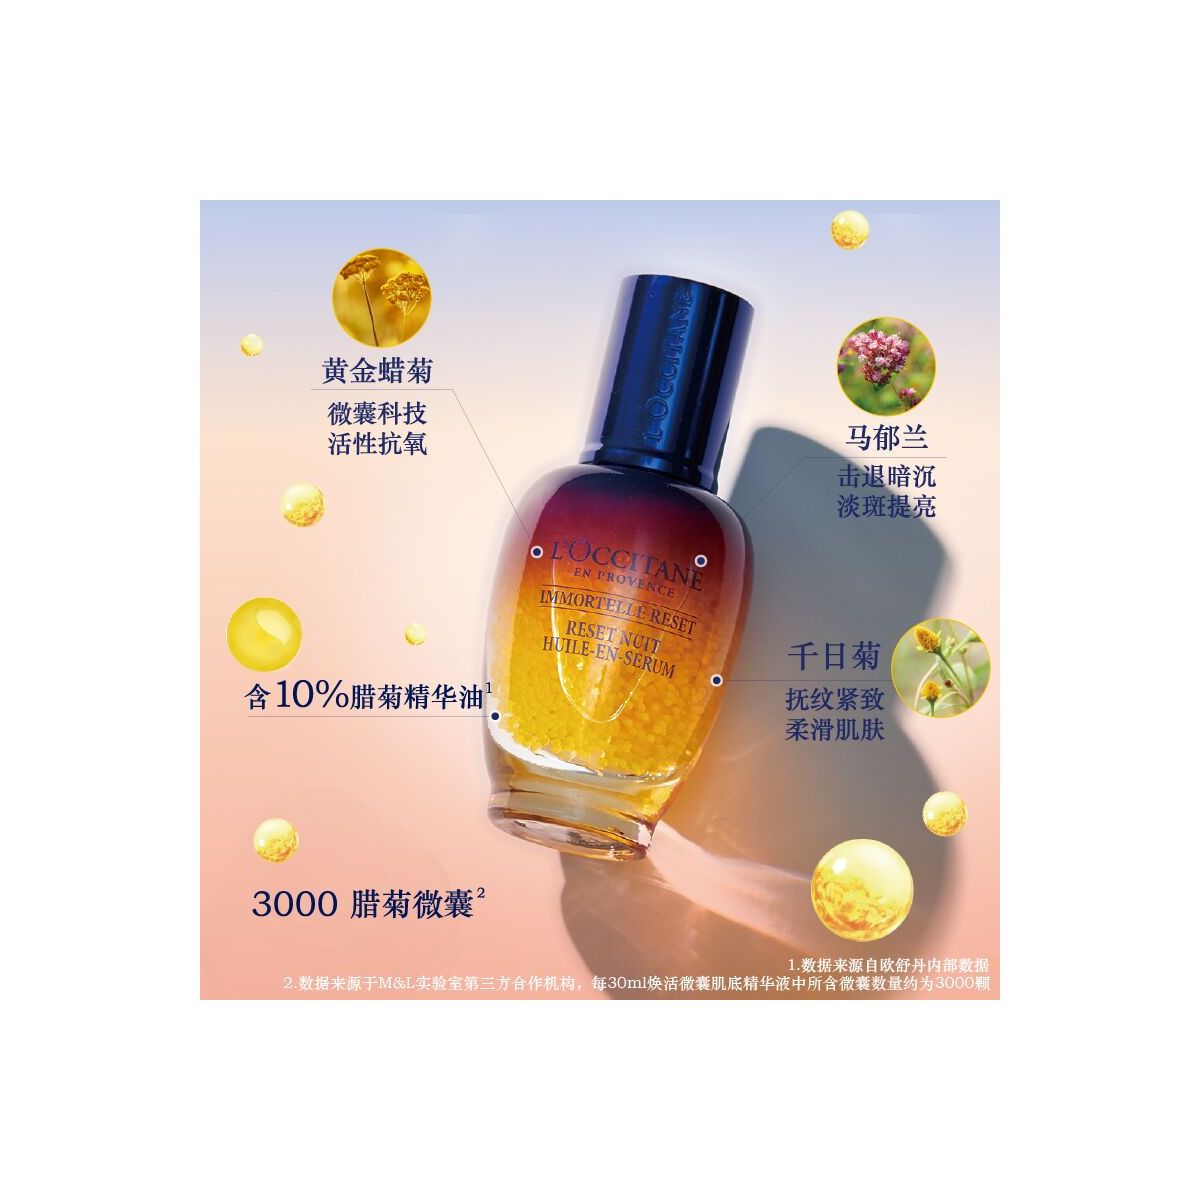 黄金蜡菊
微囊科技
活性抗氧
马郁兰
击退暗沉
淡斑提亮
L'OCCITANE
L'OCCITANE
EN PROVENCE
IMMORTELLE RESET
RESET NUIT
HUILE-EN-SERUM
千日菊
抚纹紧致
柔滑肌肤
含10%腊菊精华油1
3000 腊菊微囊2
1.数据来源自欧舒丹内部数据
2.数据来源于M&L实验室第三方合作机构，每30ml焕活微囊肌底精华液中所含微囊数量约为3000颗